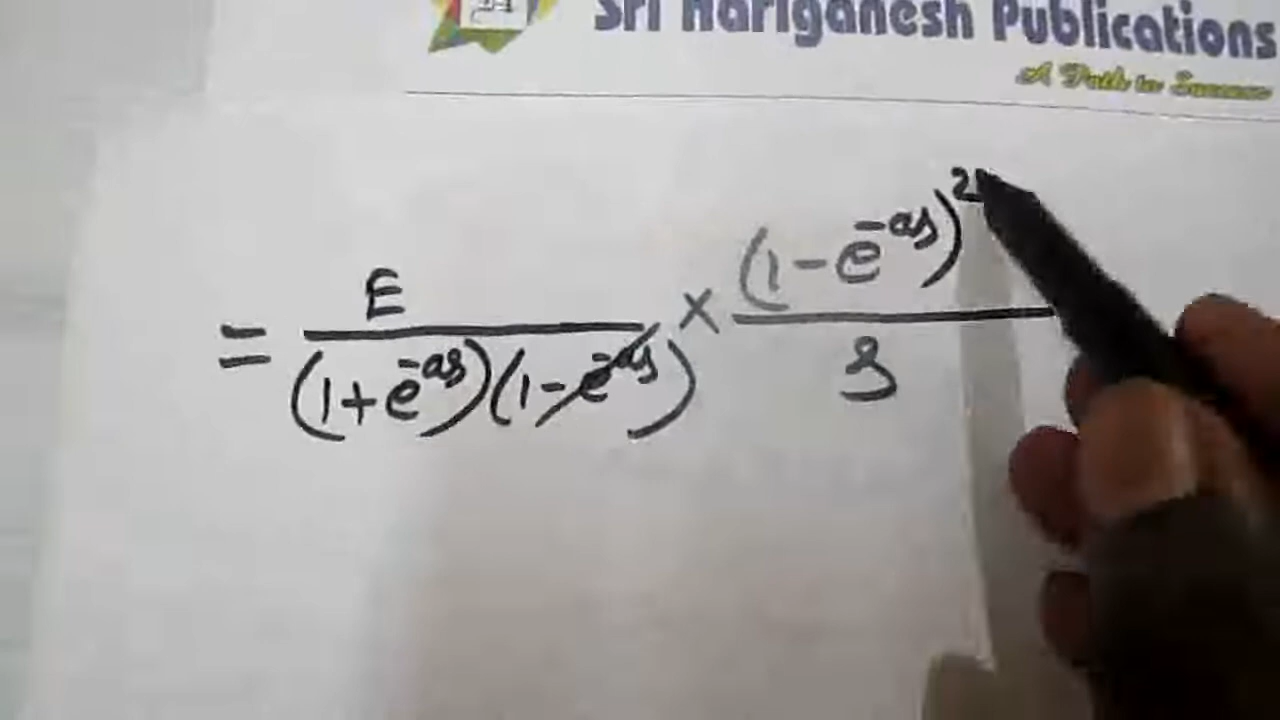 Sri Hariganesh Publications
A Path to Success
= E / (1+e^-as)(1-e^-as) × (1-e^-as)^2 / s